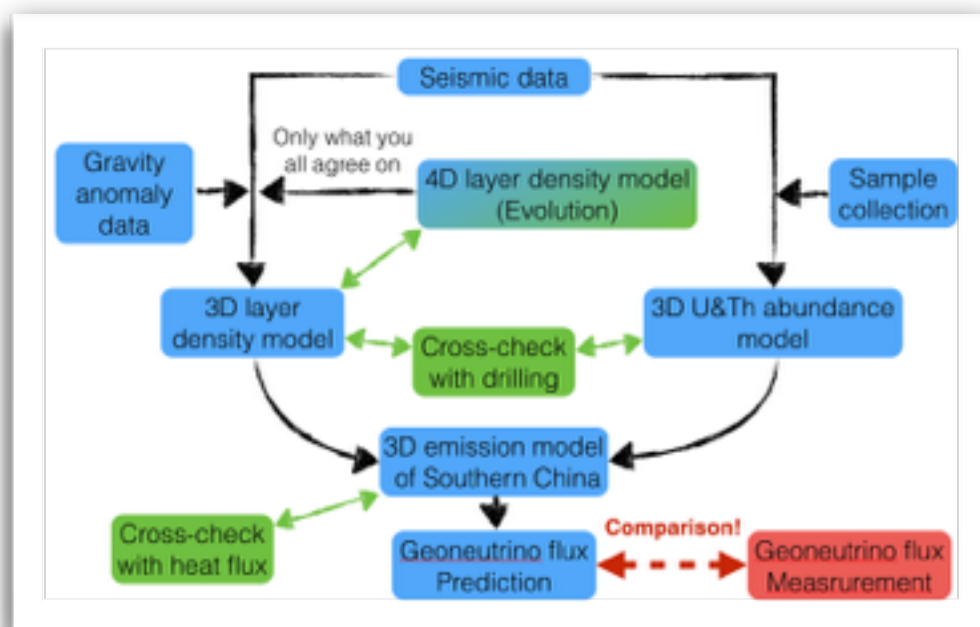 Seismic data
Only what you
all agree on
Gravity
anomaly
data
4D layer density model
(Evolution)
Sample
collection
3D layer
density model
3D U&Th abundance
model
Cross-check
with drilling
3D emission model
of Southern China
Cross-check
with heat flux
Comparison!
Geoneutrino flux
Prediction
Geoneutrino flux
Measrurement